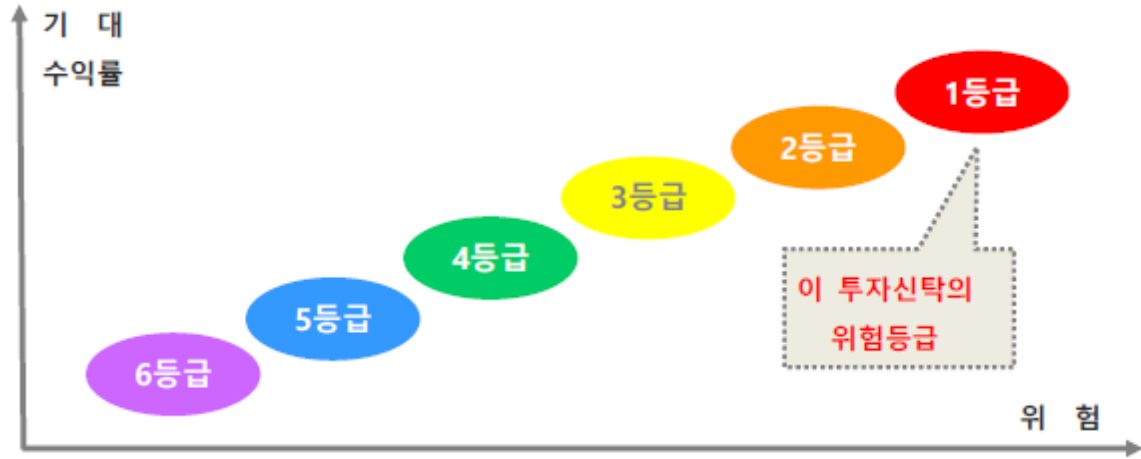 기 대
수익률
1등급
2등급
3등급
4등급
5등급
6등급
이 투자신탁의
위험등급
위 험